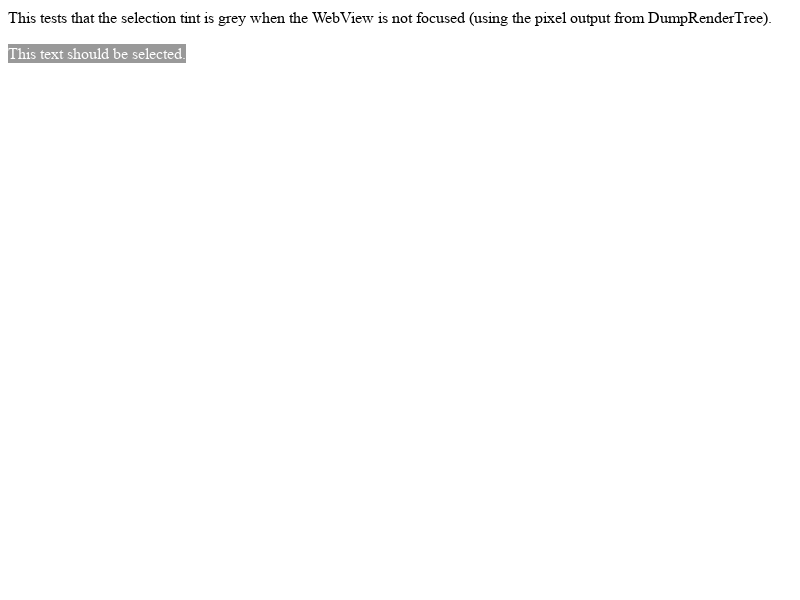 This tests that the selection tint is grey when the WebView is not focused (using the pixel output from DumpRenderTree).
This text should be selected.